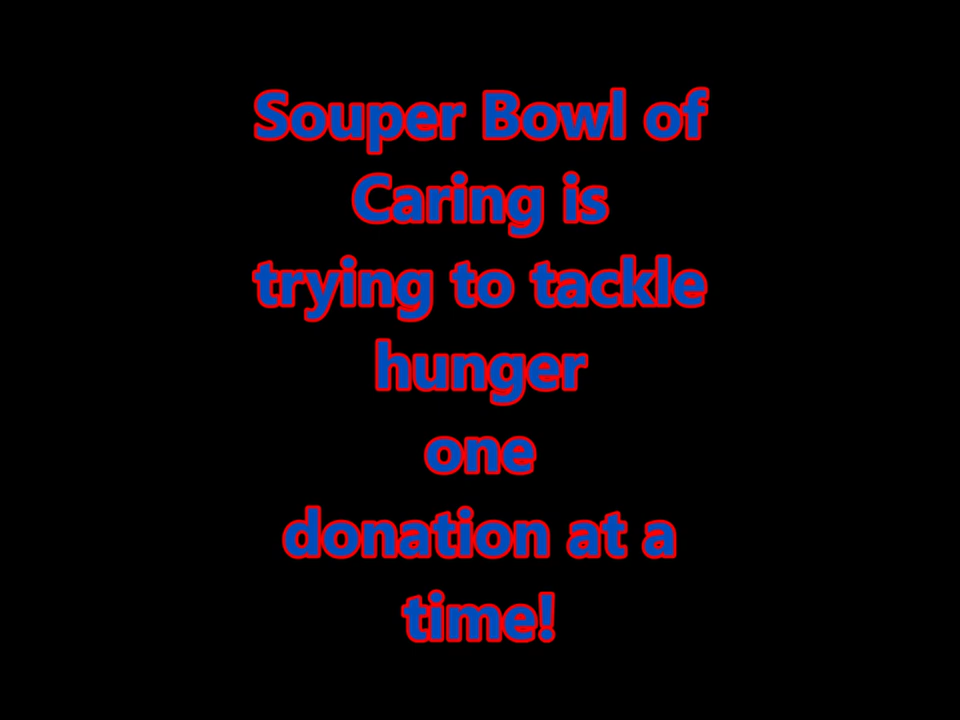 Souper Bowl of
Caring is
trying to tackle
hunger
one
donation at a
time!